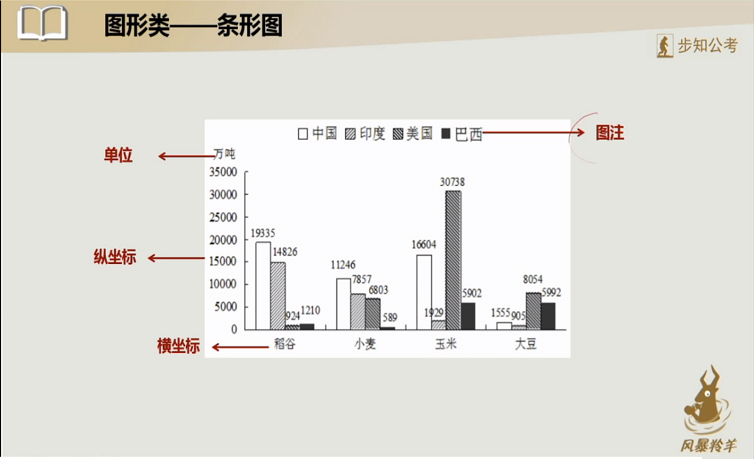 图形类——条形图
步知公考
中国 印度 美国 巴西
图注
单位
万吨
35000
30000
25000
20000
15000
10000
5000
0
纵坐标
19335
14826
924
1210
11246
7857
6803
589
16604
1929
30738
5902
1555
905
8054
5992
横坐标
稻谷 小麦 玉米 大豆
风暴羚羊